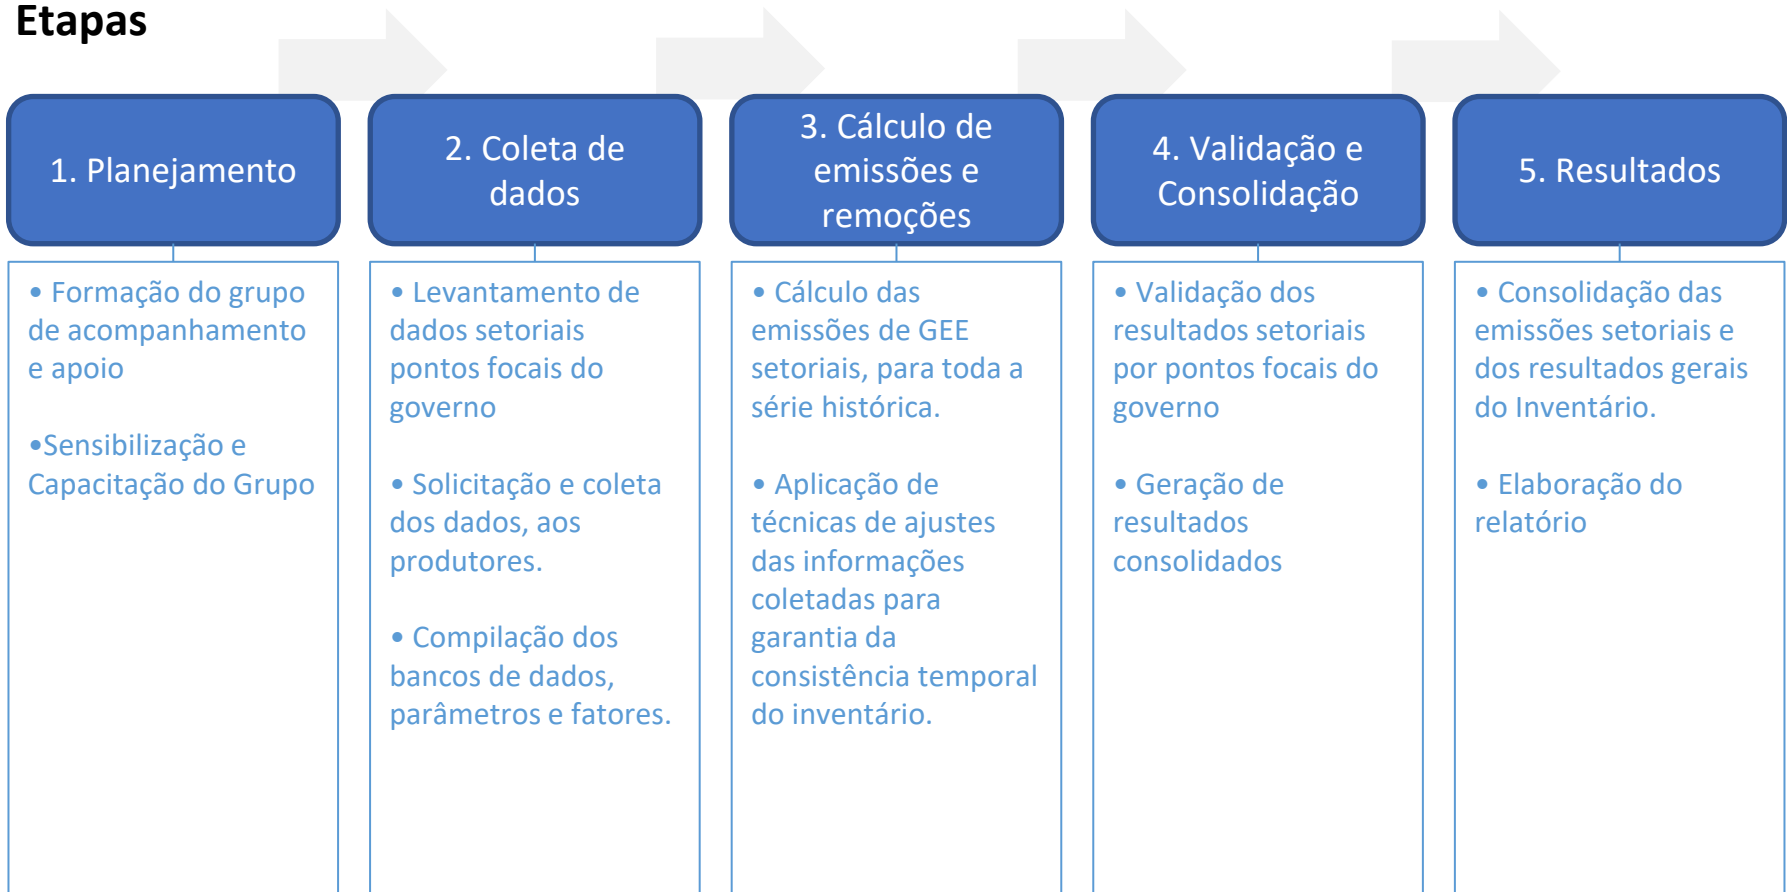 Etapas
1. Planejamento
• Formação do grupo
de acompanhamento
e apoio
•Sensibilização e
Capacitação do Grupo
2. Coleta de
dados
• Levantamento de
dados setoriais
pontos focais do
governo
• Solicitação e coleta
dos dados, aos
produtores.
• Compilação dos
bancos de dados,
parâmetros e fatores.
3. Cálculo de
emissões e
remoções
• Cálculo das
emissões de GEE
setoriais, para toda a
série histórica.
• Aplicação de
técnicas de ajustes
das informações
coletadas para
garantia da
consistência temporal
do inventário.
4. Validação e
Consolidação
• Validação dos
resultados setoriais
por pontos focais do
governo
• Geração de
resultados
consolidados
5. Resultados
• Consolidação das
emissões setoriais e
dos resultados gerais
do Inventário.
• Elaboração do
relatório